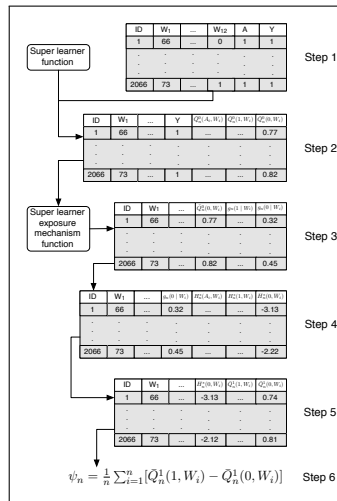 ID W₁ ... W₁₂ A Y
1 66 ... 0 1 1
. . . . . .
. . . . . .
. . . . . .
2066 73 ... 1 1 1
Step 1
Super learner
function
ID W₁ ... Y Q̄⁰ₙ(Aᵢ, Wᵢ) Q̄⁰ₙ(1, Wᵢ) Q̄⁰ₙ(0, Wᵢ)
1 66 ... 1 ... ... 0.77
. . . . . . .
. . . . . . .
. . . . . . .
2066 73 ... 1 ... ... 0.82
Step 2
Super learner
exposure
mechanism
function
ID W₁ ... Q̄⁰ₙ(0, Wᵢ) gₙ(1 | Wᵢ) gₙ(0 | Wᵢ)
1 66 ... 0.77 ... 0.32
. . . . . .
. . . . . .
. . . . . .
2066 73 ... 0.82 ... 0.45
Step 3
ID W₁ ... gₙ(0 | Wᵢ) H*ₙ(Aᵢ, Wᵢ) H*ₙ(1, Wᵢ) H*ₙ(0, Wᵢ)
1 66 ... 0.32 ... ... -3.13
. . . . . . .
. . . . . . .
. . . . . . .
2066 73 ... 0.45 ... ... -2.22
Step 4
ID W₁ ... H*ₙ(0, Wᵢ) Q̄¹ₙ(1, Wᵢ) Q̄¹ₙ(0, Wᵢ)
1 66 ... -3.13 ... 0.74
. . . . . .
. . . . . .
. . . . . .
2066 73 ... -2.12 ... 0.81
Step 5
ψₙ = 1/n ∑ⁿᵢ₌₁[Q̄¹ₙ(1, Wᵢ) − Q̄¹ₙ(0, Wᵢ)]
Step 6